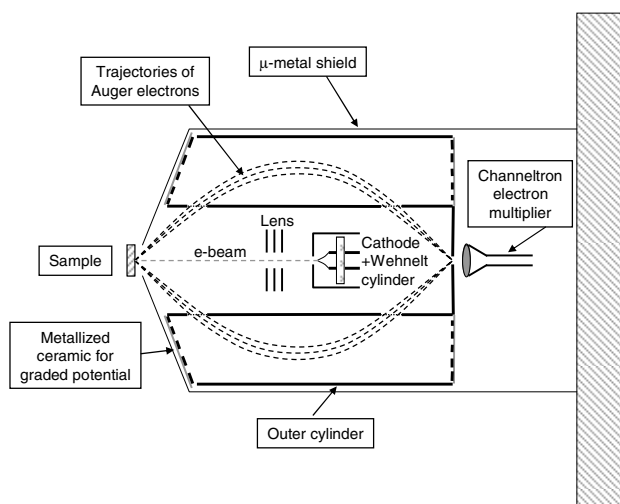 Trajectories of
Auger electrons
μ-metal shield
Channeltron
electron
multiplier
Lens
Sample
e-beam
Cathode
+Wehnelt
cylinder
Metallized
ceramic for
graded potential
Outer cylinder